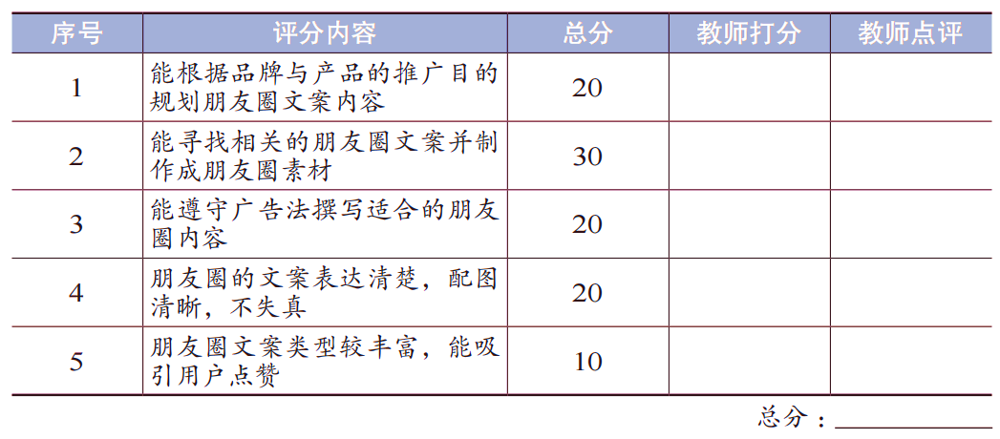 序号 评分内容 总分 教师打分 教师点评
1 能根据品牌与产品的推广目的 20
规划朋友圈文案内容
2 能寻找相关的朋友圈文案并制 30
作成朋友圈素材
3 能遵守广告法撰写适合的朋友 20
圈内容
4 朋友圈的文案表达清楚，配图 20
清晰，不失真
5 朋友圈文案类型较丰富，能吸 10
引用户点赞
总分：